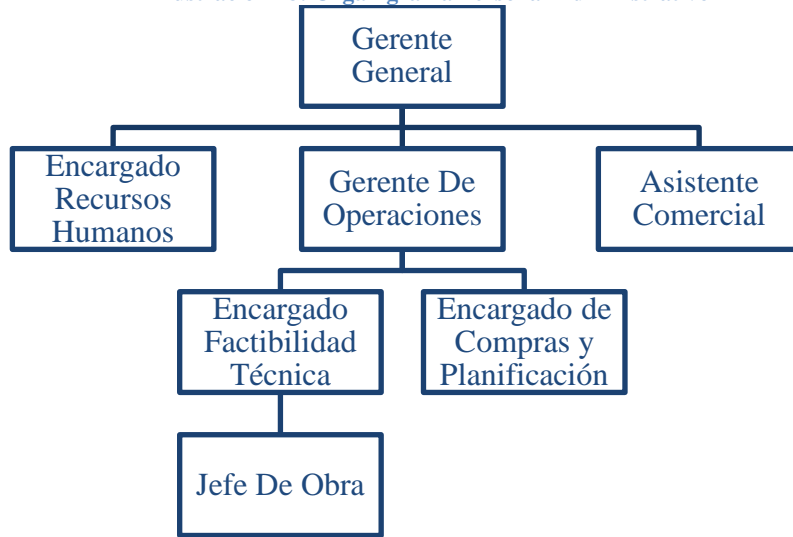 Gerente
General
Encargado
Recursos
Humanos
Gerente De
Operaciones
Asistente
Comercial
Encargado
Factibilidad
Técnica
Encargado de
Compras y
Planificación
Jefe De Obra